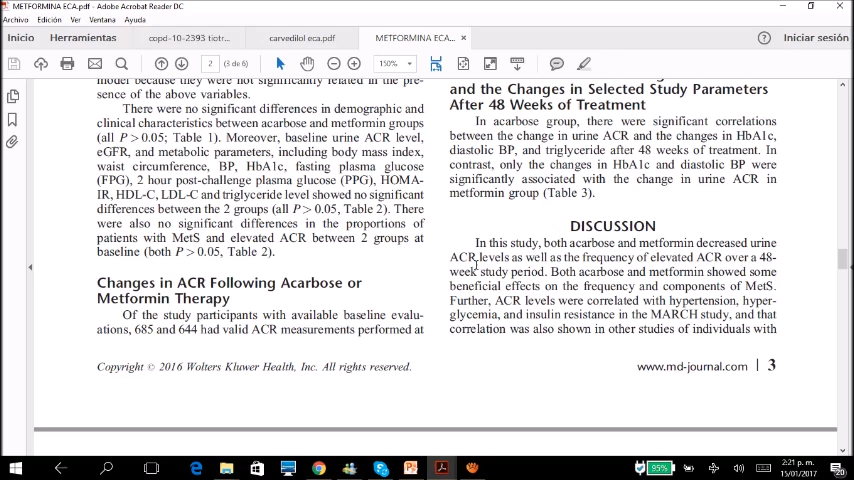 METFORMINA ECA.pdf - Adobe Acrobat Reader DC
Archivo Edición Ver Ventana Ayuda
Inicio Herramientas copd-10-2393 tiotr... carvedilol eca.pdf METFORMINA ECA... × Iniciar sesión
2 (3 de 6) 150%
model because they were not significantly related in the pre-
sence of the above variables.
There were no significant differences in demographic and
clinical characteristics between acarbose and metformin groups
(all P > 0.05; Table 1). Moreover, baseline urine ACR level,
eGFR, and metabolic parameters, including body mass index,
waist circumference, BP, HbA1c, fasting plasma glucose
(FPG), 2 hour post-challenge plasma glucose (PPG), HOMA-
IR, HDL-C, LDL-C and triglyceride level showed no significant
differences between the 2 groups (all P > 0.05, Table 2). There
were also no significant differences in the proportions of
patients with MetS and elevated ACR between 2 groups at
baseline (both P > 0.05, Table 2).
Changes in ACR Following Acarbose or
Metformin Therapy
Of the study participants with available baseline evalu-
ations, 685 and 644 had valid ACR measurements performed at
and the Changes in Selected Study Parameters
After 48 Weeks of Treatment
In acarbose group, there were significant correlations
between the change in urine ACR and the changes in HbA1c,
diastolic BP, and triglyceride after 48 weeks of treatment. In
contrast, only the changes in HbA1c and diastolic BP were
significantly associated with the change in urine ACR in
metformin group (Table 3).
DISCUSSION
In this study, both acarbose and metformin decreased urine
ACR levels as well as the frequency of elevated ACR over a 48-
week study period. Both acarbose and metformin showed some
beneficial effects on the frequency and components of MetS.
Further, ACR levels were correlated with hypertension, hyper-
glycemia, and insulin resistance in the MARCH study, and that
correlation was also shown in other studies of individuals with
Copyright © 2016 Wolters Kluwer Health, Inc. All rights reserved.
www.md-journal.com | 3
95%
2:21 p. m.
15/01/2017
20